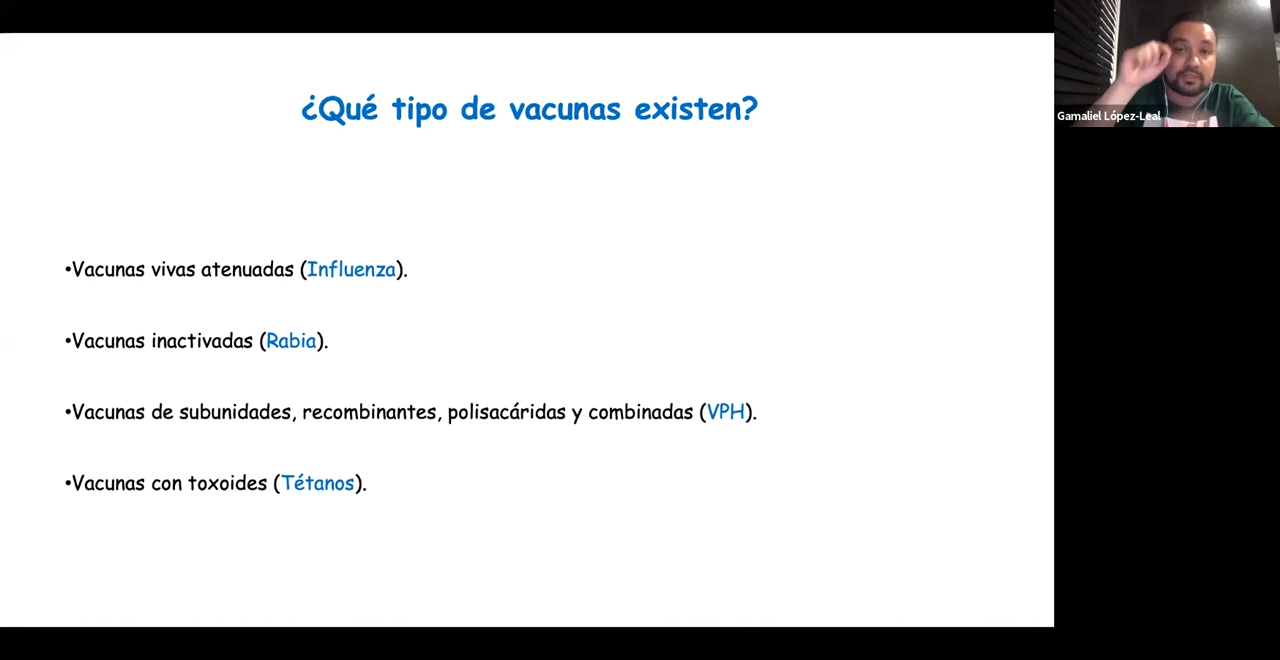 ¿Qué tipo de vacunas existen?
•Vacunas vivas atenuadas (Influenza).
•Vacunas inactivadas (Rabia).
•Vacunas de subunidades, recombinantes, polisacáridas y combinadas (VPH).
•Vacunas con toxoides (Tétanos).
Gamaliel López-Leal